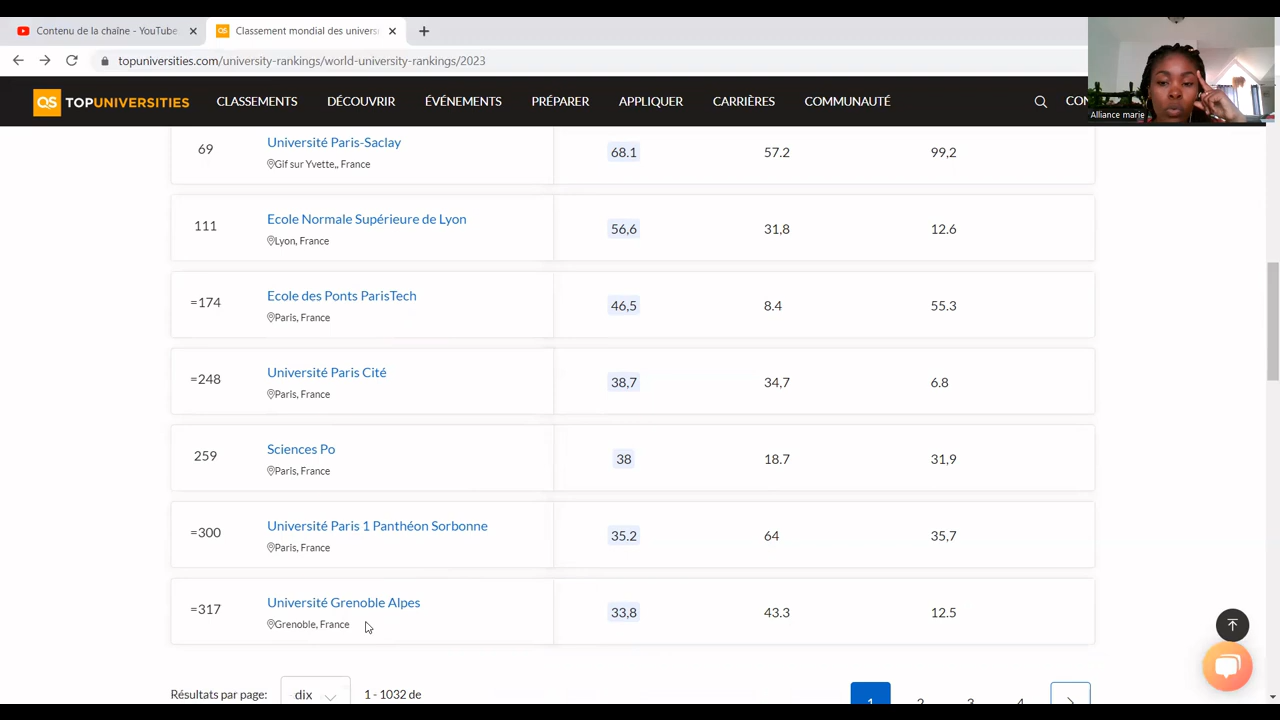 Contenu de la chaîne - YouTube
Classement mondial des univers
topuniversities.com/university-rankings/world-university-rankings/2023
QS TOPUNIVERSITIES CLASSEMENTS DÉCOUVRIR ÉVÉNEMENTS PRÉPARER APPLIQUER CARRIÈRES COMMUNAUTÉ CON
Alliance marie
69 Université Paris-Saclay 68.1 57.2 99,2
Gif sur Yvette,, France
111 Ecole Normale Supérieure de Lyon 56,6 31,8 12.6
Lyon, France
=174 Ecole des Ponts ParisTech 46,5 8.4 55.3
Paris, France
=248 Université Paris Cité 38,7 34,7 6.8
Paris, France
259 Sciences Po 38 18.7 31,9
Paris, France
=300 Université Paris 1 Panthéon Sorbonne 35.2 64 35,7
Paris, France
=317 Université Grenoble Alpes 33,8 43.3 12.5
Grenoble, France
Résultats par page: dix 1 - 1032 de 1 2 3 4